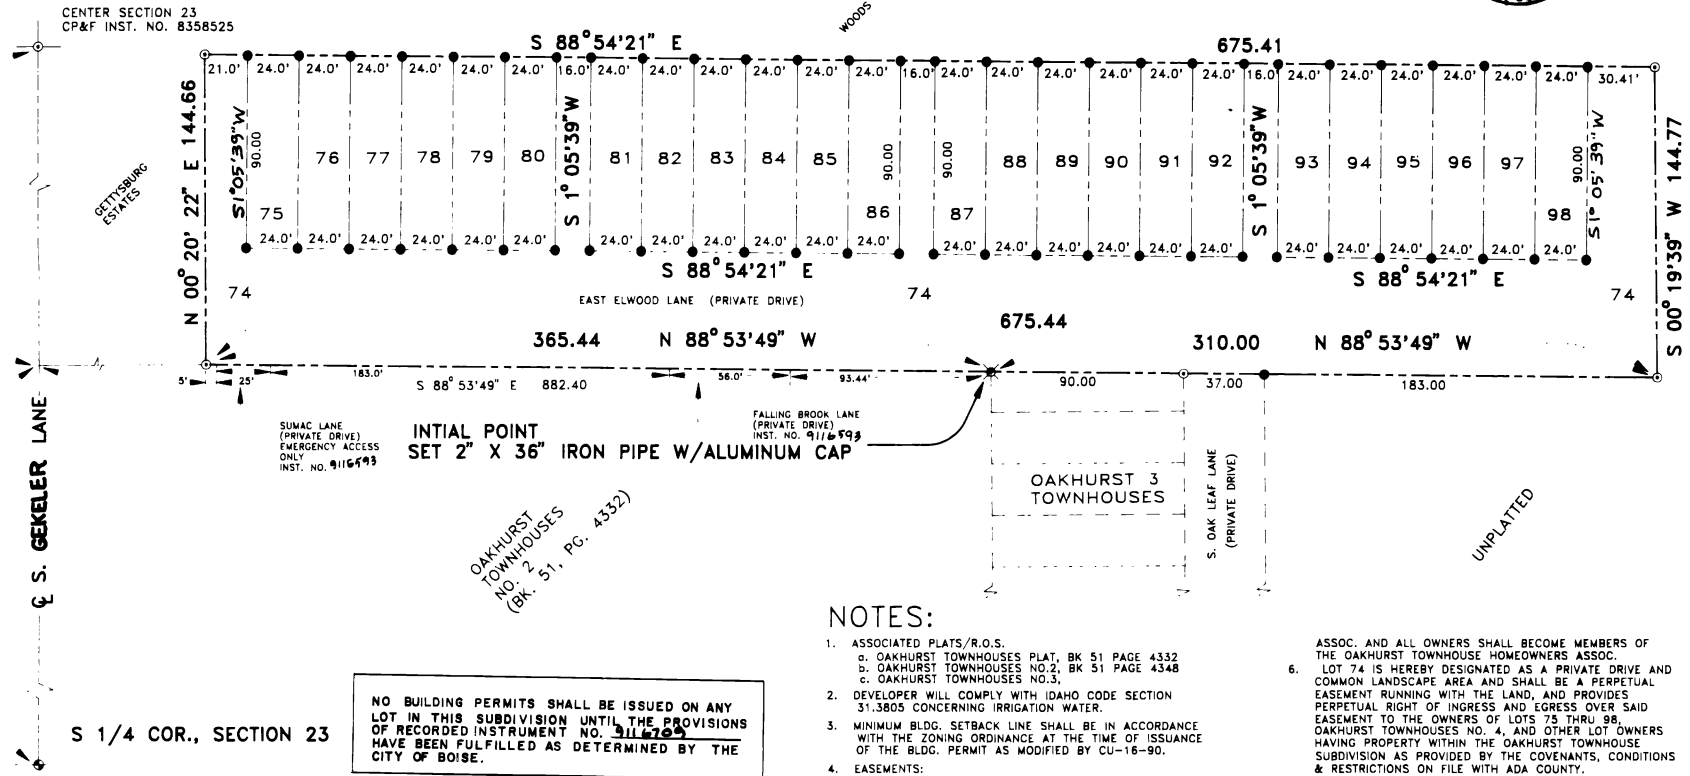 CENTER SECTION 23
CP&F INST. NO. 8358525
WOODS
S 88°54'21" E
675.41
21.0' 24.0' 24.0' 24.0' 24.0' 24.0' 24.0' 16.0' 24.0' 24.0' 24.0' 24.0' 24.0' 24.0' 16.0' 24.0' 24.0' 24.0' 24.0' 24.0' 24.0' 16.0' 24.0' 24.0' 24.0' 24.0' 24.0' 24.0' 30.41'
N 00° 20' 22" E 144.66
S1°05'39"W
90.00
S 1° 05'39"W
90.00
90.00
S 1° 05'39"W
90.00
S1° 05'39"W
S 00° 19'39" W 144.77
GETTYSBURG
ESTATES
76 77 78 79 80 81 82 83 84 85 88 89 90 91 92 93 94 95 96 97
75 86 87 98
24.0' 24.0' 24.0' 24.0' 24.0' 24.0' 24.0' 24.0' 24.0' 24.0' 24.0' 24.0' 24.0' 24.0' 24.0' 24.0' 24.0' 24.0' 24.0' 24.0' 24.0' 24.0' 24.0' 24.0'
S 88° 54'21" E
S 88° 54'21" E
74 74 74
EAST ELWOOD LANE (PRIVATE DRIVE)
675.44
365.44 N 88° 53'49" W
310.00 N 88° 53'49" W
5' 25' 183.0' 56.0' 93.44' 90.00 37.00 183.00
S 88° 53'49" E 882.40
SUMAC LANE
(PRIVATE DRIVE)
EMERGENCY ACCESS
ONLY
INST. NO. 9116593
INTIAL POINT
SET 2" X 36" IRON PIPE W/ALUMINUM CAP
FALLING BROOK LANE
(PRIVATE DRIVE)
INST. NO. 9116593
OAKHURST 3
TOWNHOUSES
S. OAK LEAF LANE
(PRIVATE DRIVE)
UNPLATTED
℄ S. GEKELER LANE
OAKHURST
TOWNHOUSES
NO. 2
(BK. 51, PG. 4332)
S 1/4 COR., SECTION 23
NO BUILDING PERMITS SHALL BE ISSUED ON ANY
LOT IN THIS SUBDIVISION UNTIL THE PROVISIONS
OF RECORDED INSTRUMENT NO. 9116709
HAVE BEEN FULFILLED AS DETERMINED BY THE
CITY OF BOISE.
NOTES:
1. ASSOCIATED PLATS/R.O.S.
a. OAKHURST TOWNHOUSES PLAT, BK 51 PAGE 4332
b. OAKHURST TOWNHOUSES NO.2, BK 51 PAGE 4348
c. OAKHURST TOWNHOUSES NO.3,
2. DEVELOPER WILL COMPLY WITH IDAHO CODE SECTION
31.3805 CONCERNING IRRIGATION WATER.
3. MINIMUM BLDG. SETBACK LINE SHALL BE IN ACCORDANCE
WITH THE ZONING ORDINANCE AT THE TIME OF ISSUANCE
OF THE BLDG. PERMIT AS MODIFIED BY CU-16-90.
4. EASEMENTS:
ASSOC. AND ALL OWNERS SHALL BECOME MEMBERS OF
THE OAKHURST TOWNHOUSE HOMEOWNERS ASSOC.
6. LOT 74 IS HEREBY DESIGNATED AS A PRIVATE DRIVE AND
COMMON LANDSCAPE AREA AND SHALL BE A PERPETUAL
EASEMENT RUNNING WITH THE LAND, AND PROVIDES
PERPETUAL RIGHT OF INGRESS AND EGRESS OVER SAID
EASEMENT TO THE OWNERS OF LOTS 75 THRU 98,
OAKHURST TOWNHOUSES NO. 4, AND OTHER LOT OWNERS
HAVING PROPERTY WITHIN THE OAKHURST TOWNHOUSE
SUBDIVISION AS PROVIDED BY THE COVENANTS, CONDITIONS
& RESTRICTIONS ON FILE WITH ADA COUNTY.